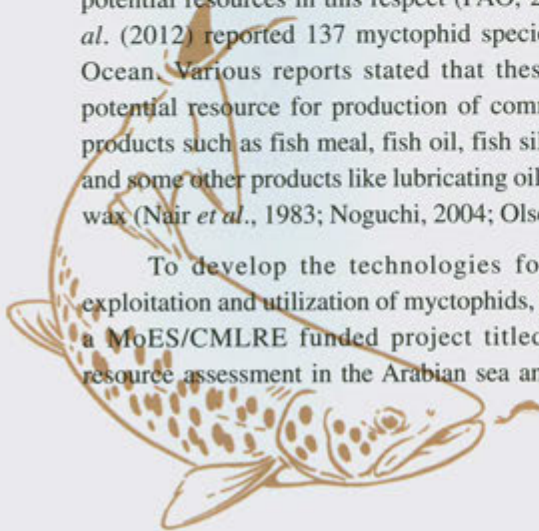 potential resources in this respect (FAO,
al. (2012) reported 137 myctophid speci
Ocean. Various reports stated that thes
potential resource for production of com
products such as fish meal, fish oil, fish sil
and some other products like lubricating oil
wax (Nair et al., 1983; Noguchi, 2004; Ols
To develop the technologies fo
exploitation and utilization of myctophids,
a MoES/CMLRE funded project titled
resource assessment in the Arabian sea an